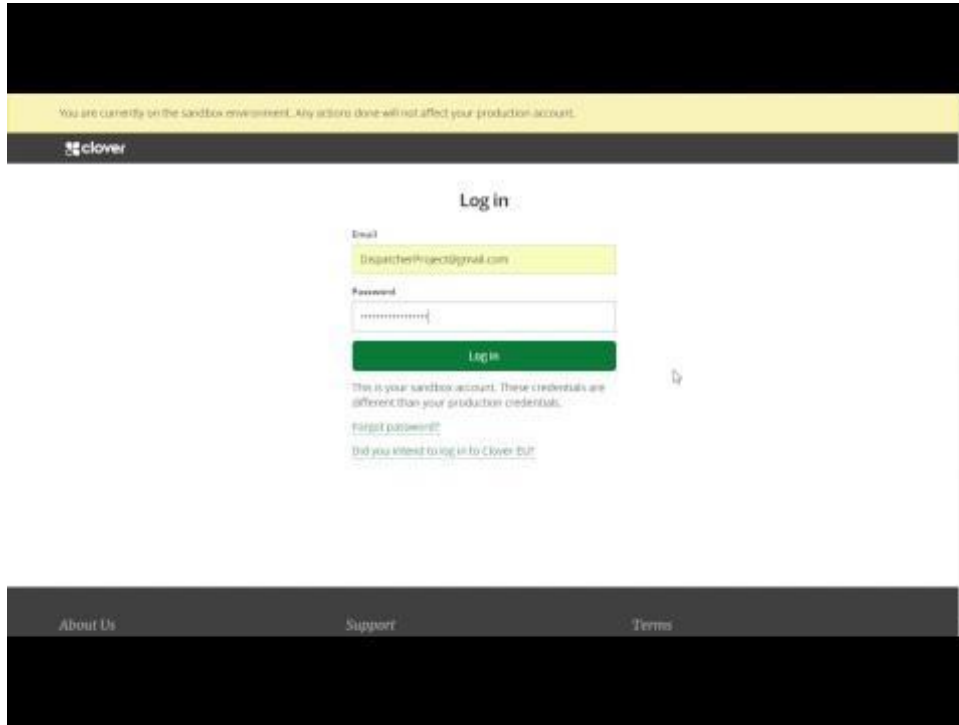 You are currently on the sandbox environment. Any actions done will not affect your production account.
clover
Log in
Email
DispatcherProject@gmail.com
Password
Log in
This is your sandbox account. These credentials are
different than your production credentials.
Forgot password?
Did you intend to log in to Clover EU?
About Us
Support
Terms